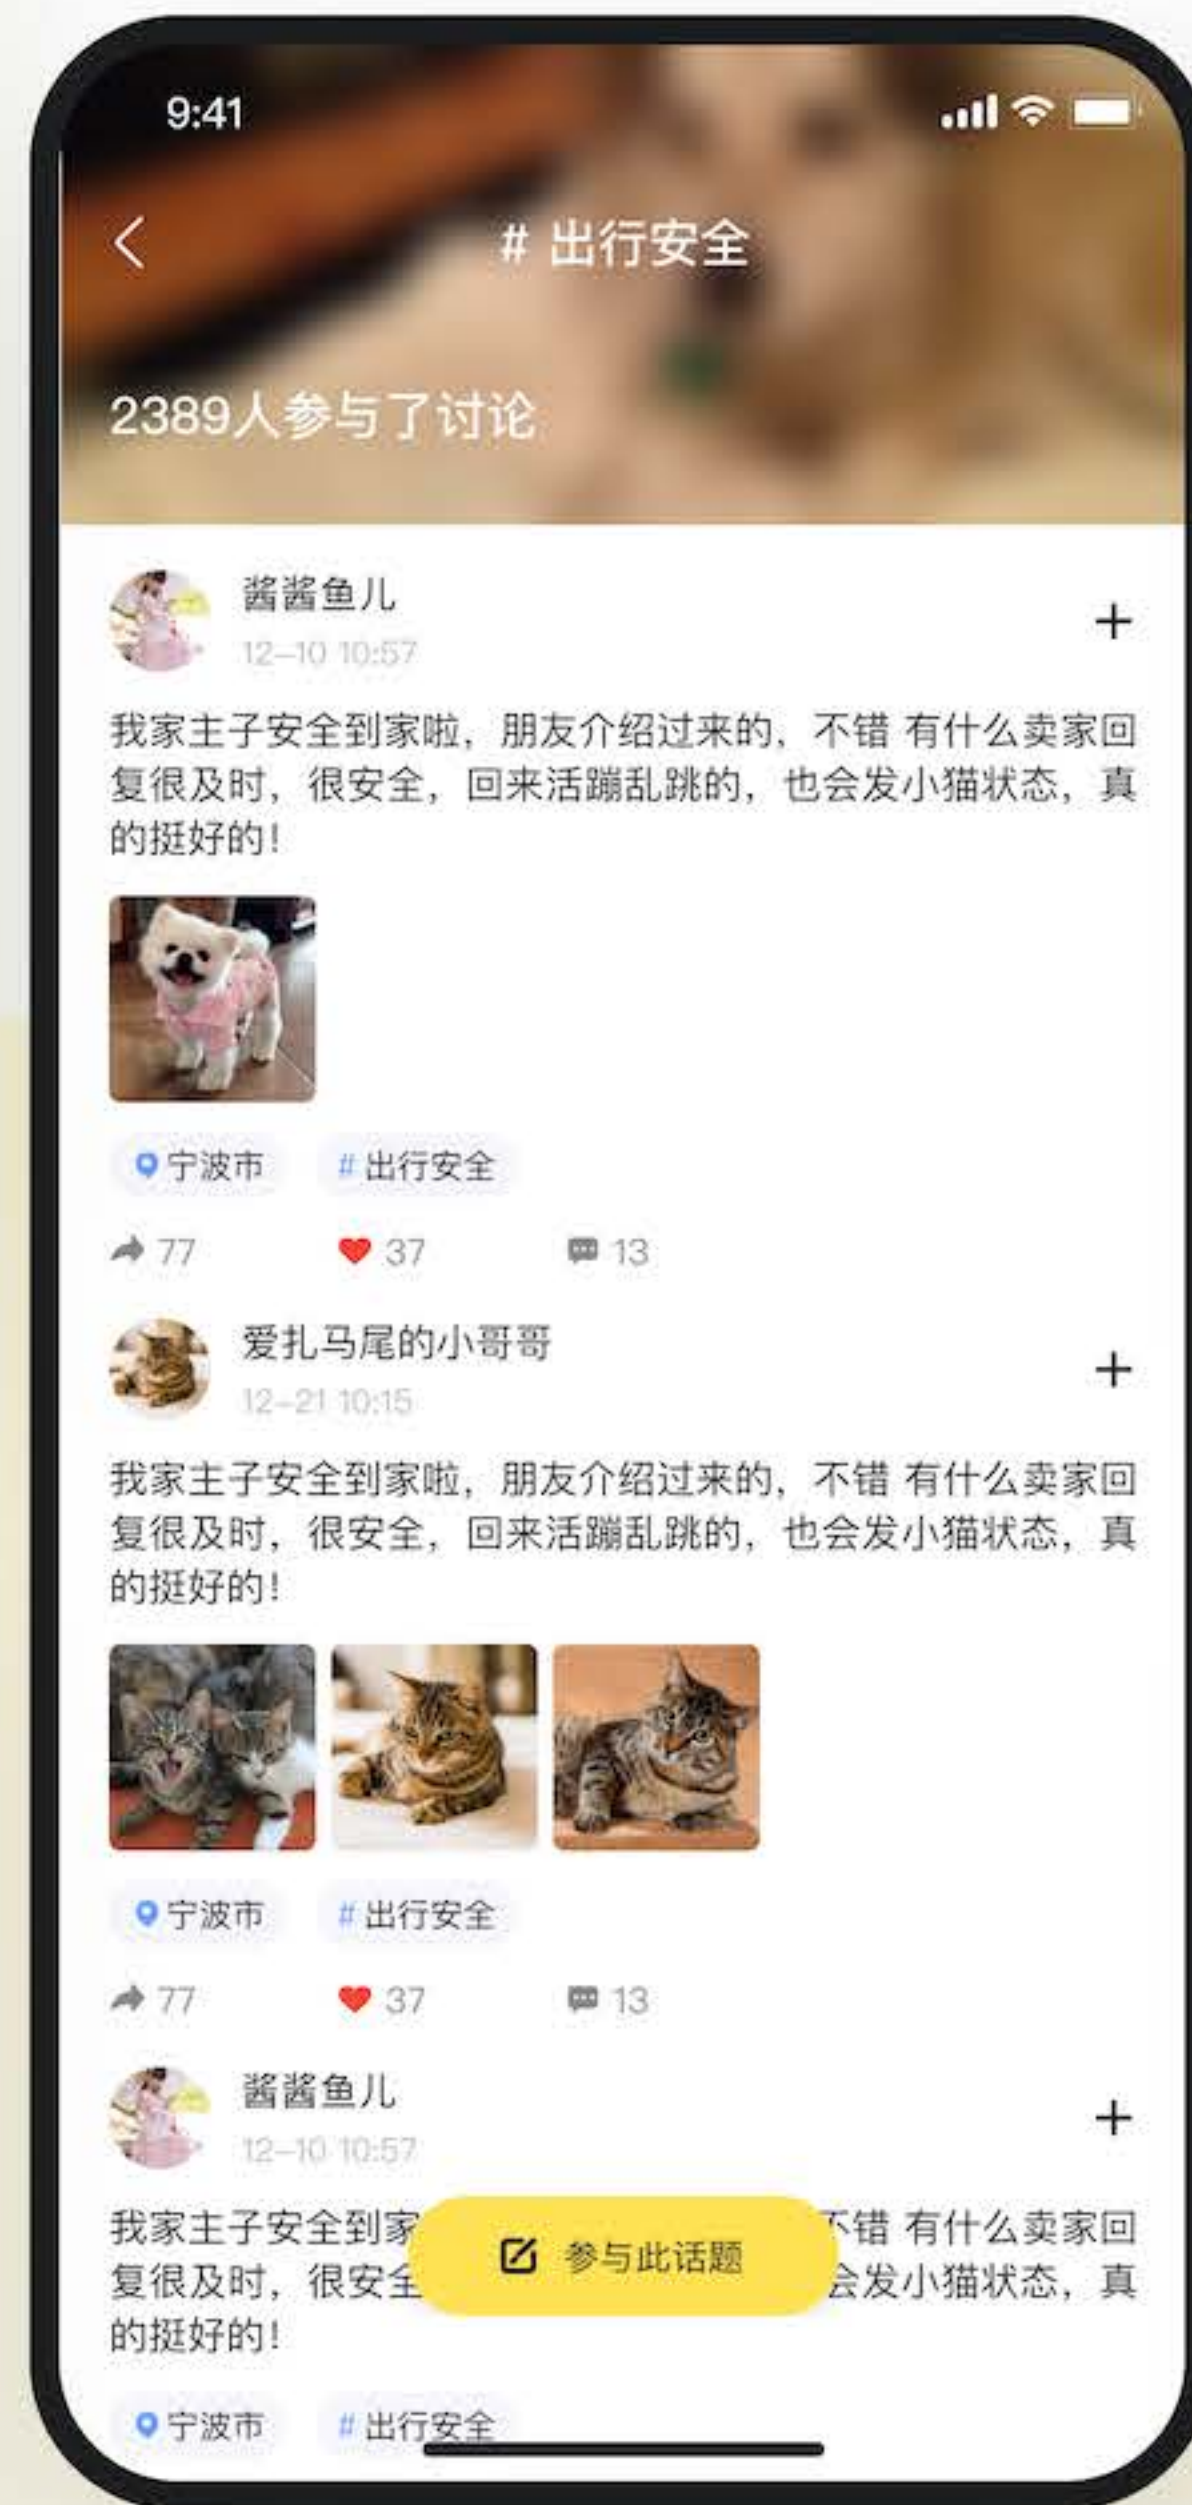 9:41
# 出行安全
2389人参与了讨论
酱酱鱼儿
12-10 10:57
我家主子安全到家啦，朋友介绍过来的，不错 有什么卖家回
复很及时，很安全，回来活蹦乱跳的，也会发小猫状态，真
的挺好的！
宁波市 # 出行安全
77 37 13
爱扎马尾的小哥哥
12-21 10:15
我家主子安全到家啦，朋友介绍过来的，不错 有什么卖家回
复很及时，很安全，回来活蹦乱跳的，也会发小猫状态，真
的挺好的！
宁波市 # 出行安全
77 37 13
酱酱鱼儿
12-10 10:57
我家主子安全到家 不错 有什么卖家回
参与此话题
复很及时，很安全 会发小猫状态，真
的挺好的！
宁波市 # 出行安全